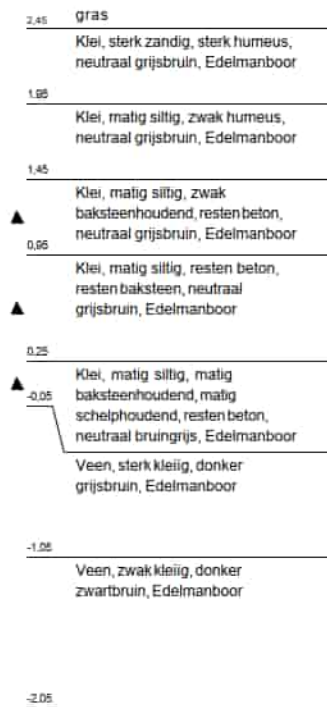 2,45 gras
Klei, sterk zandig, sterk humeus,
neutraal grijsbruin, Edelmanboor
1,95
Klei, matig siltig, zwak humeus,
neutraal grijsbruin, Edelmanboor
1,45
Klei, matig siltig, zwak
baksteenhoudend, resten beton,
neutraal grijsbruin, Edelmanboor
0,95
Klei, matig siltig, resten beton,
resten baksteen, neutraal
grijsbruin, Edelmanboor
0,25
Klei, matig siltig, matig
baksteenhoudend, matig
-0,05
schelphoudend, resten beton,
neutraal bruingrijs, Edelmanboor
Veen, sterk kleiig, donker
grijsbruin, Edelmanboor
-1,05
Veen, zwak kleiig, donker
zwartbruin, Edelmanboor
-2,05